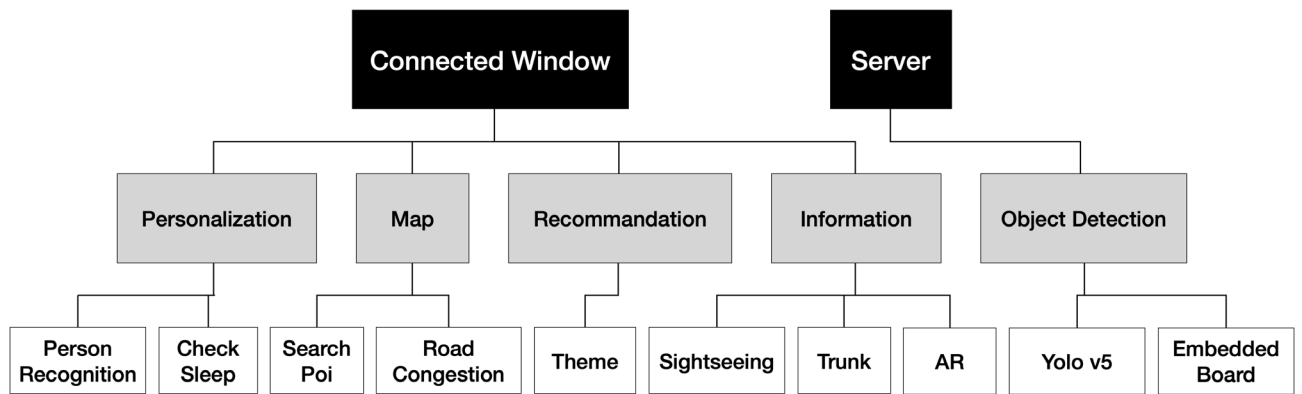 Connected Window
Server
Personalization
Map
Recommandation
Information
Object Detection
Person
Recognition
Check
Sleep
Search
Poi
Road
Congestion
Theme
Sightseeing
Trunk
AR
Yolo v5
Embedded
Board